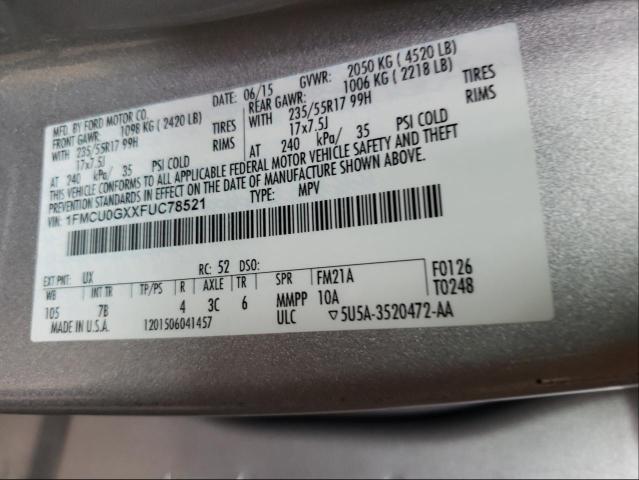 MFD. BY FORD MOTOR CO.
DATE: 06/15 GVWR: 2050 KG ( 4520 LB)
FRONT GAWR: 1098 KG ( 2420 LB) REAR GAWR: 1006 KG ( 2218 LB)
WITH 235/55R17 99H TIRES WITH 235/55R17 99H TIRES
17x7.5J RIMS 17x7.5J RIMS
AT 240 kPa/ 35 PSI COLD AT 240 kPa/ 35 PSI COLD
THIS VEHICLE CONFORMS TO ALL APPLICABLE FEDERAL MOTOR VEHICLE SAFETY AND THEFT
PREVENTION STANDARDS IN EFFECT ON THE DATE OF MANUFACTURE SHOWN ABOVE.
VIN: 1FMCU0GXXFUC78521 TYPE: MPV
EXT PNT: UX RC: 52 DSO:
WB INT TR TP/PS R AXLE TR SPR FM21A F0126
105 7B 4 3C 6 MMPP 10A T0248
MADE IN U.S.A. 1201506041457 ULC ▽5U5A-3520472-AA